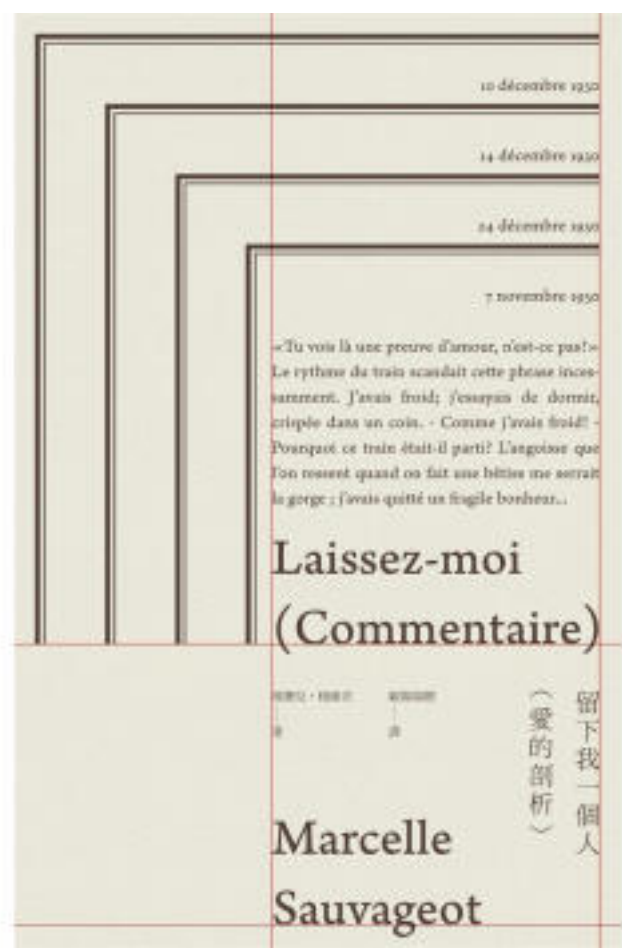 10 décembre 1930
14 décembre 1930
24 décembre 1930
7 novembre 1930
«Tu vois là une preuve d'amour, n'est-ce pas?»
Le rythme du train scandait cette phrase inces-
samment. J'avais froid; j'essayais de dormir,
crispée dans un coin. - Comme j'avais froid! -
Pourquoi ce train était-il parti? L'angoisse que
l'on ressent quand on fait une bêtise me serrait
la gorge ; j'avais quitté un fragile bonheur...
Laissez-moi
(Commentaire)
留下我一個人
（愛的剖析）
著
譯
Marcelle
Sauvageot